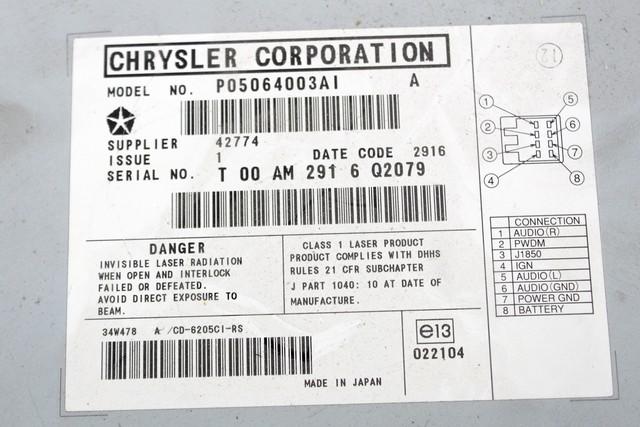 CHRYSLER CORPORATION
MODEL NO. P05064003AI A
SUPPLIER 42774
ISSUE 1 DATE CODE 2916
SERIAL NO. T 00 AM 291 6 Q2079
DANGER
INVISIBLE LASER RADIATION
WHEN OPEN AND INTERLOCK
FAILED OR DEFEATED.
AVOID DIRECT EXPOSURE TO
BEAM.
CLASS 1 LASER PRODUCT
PRODUCT COMPLIES WITH DHHS
RULES 21 CFR SUBCHAPTER
J PART 1040: 10 AT DATE OF
MANUFACTURE.
34W478 A /CD-6205CI-RS
MADE IN JAPAN
e13
022104
12
1 5
2 6
3 7
4 8
CONNECTION
1 AUDIO(R)
2 PWDM
3 J1850
4 IGN
5 AUDIO(L)
6 AUDIO(GND)
7 POWER GND
8 BATTERY